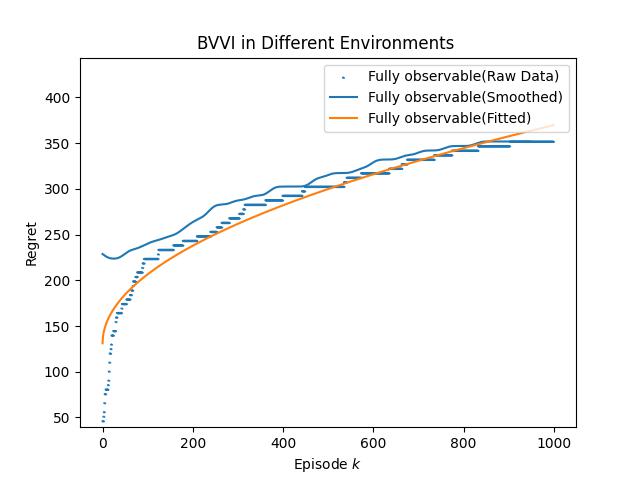 BVVI in Different Environments
Fully observable(Raw Data)
Fully observable(Smoothed)
Fully observable(Fitted)
Regret
400
350
300
250
200
150
100
50
0 200 400 600 800 1000
Episode k